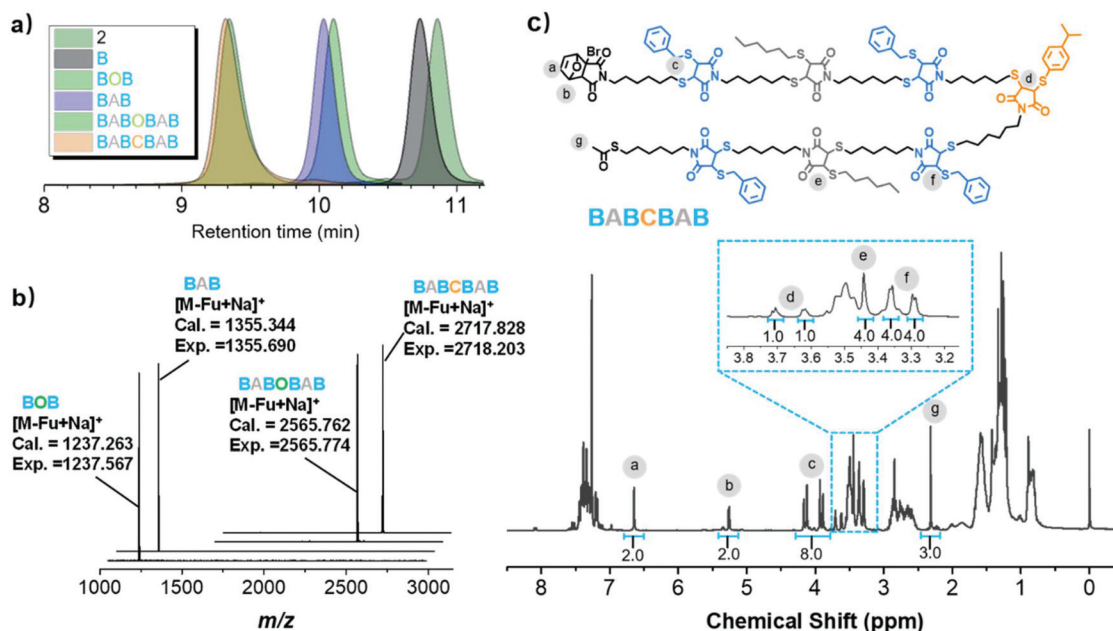 a)
2
B
BOB
BAB
BABOBAB
BABCBAB
8 9 10 11
Retention time (min)
b)
BAB
[M-Fu+Na]+
Cal. = 1355.344
Exp. =1355.690
BABCBAB
[M-Fu+Na]+
Cal. = 2717.828
Exp. =2718.203
BOB
[M-Fu+Na]+
Cal. = 1237.263
Exp. =1237.567
BABOBAB
[M-Fu+Na]+
Cal. = 2565.762
Exp. =2565.774
1000 1500 2000 2500 3000
m/z
c)
Br O
a O
b N
O
c
S
O N O
S
S
O N O
S
S
O N O
S
S d S
O N O
g
O S
O N O
S
S
O N O
S
S
e
O N O
S
S
f
BABCBAB
e
d f
1.0 1.0 4.0 4.0 4.0
3.8 3.7 3.6 3.5 3.4 3.3 3.2
a b c g
2.0 2.0 8.0 3.0
8 7 6 5 4 3 2 1 0
Chemical Shift (ppm)